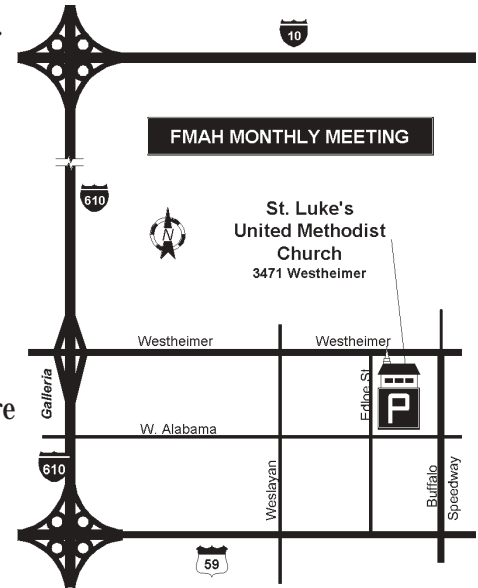 10
FMAH MONTHLY MEETING
610
N
St. Luke's
United Methodist
Church
3471 Westheimer
Westheimer
Westheimer
Galleria
Edloe St
P
re
W. Alabama
610
Weslayan
Buffalo
Speedway
59